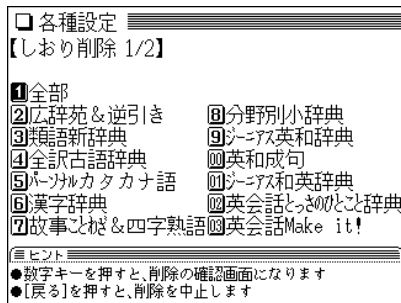 各種設定
【しおり削除 1/2】
1全部
2広辞苑＆逆引き 8分野別小辞典
3類語新辞典 9ジーニアス英和辞典
4全訳古語辞典 00英和成句
5パーソナルカタカナ語 01ジーニアス和英辞典
6漢字辞典 02英会話とっさのひとこと辞典
7故事ことわざ＆四字熟語 03英会話Make it!
ヒント
●数字キーを押すと､削除の確認画面になります
●[戻る]を押すと､削除を中止します